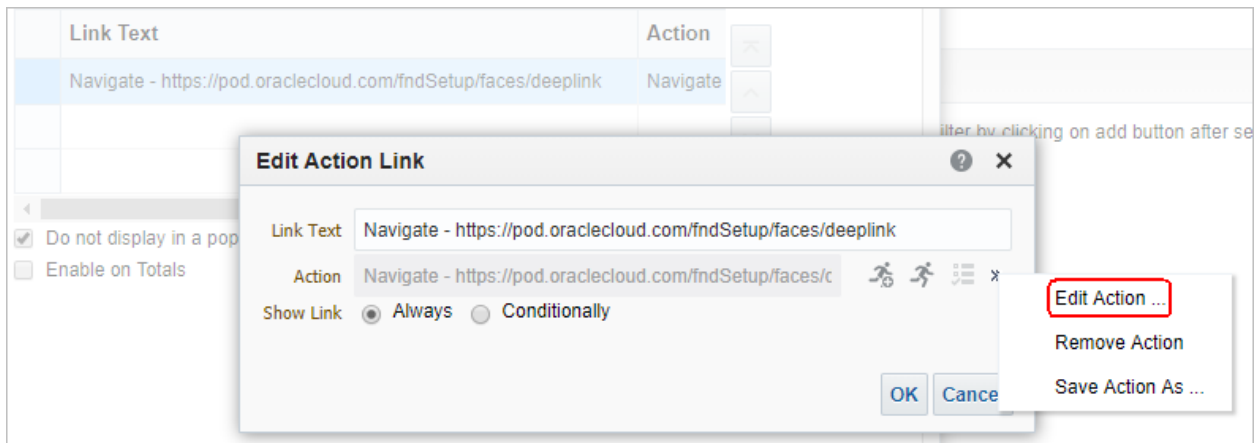 Link Text Action
Navigate - https://pod.oraclecloud.com/fndSetup/faces/deeplink Navigate
ilter by clicking on add button after se
Edit Action Link
Link Text Navigate - https://pod.oraclecloud.com/fndSetup/faces/deeplink
Do not display in a pop
Enable on Totals
Action Navigate - https://pod.oraclecloud.com/fndSetup/faces/c
Show Link Always Conditionally
Edit Action ...
Remove Action
Save Action As ...
OK Cance